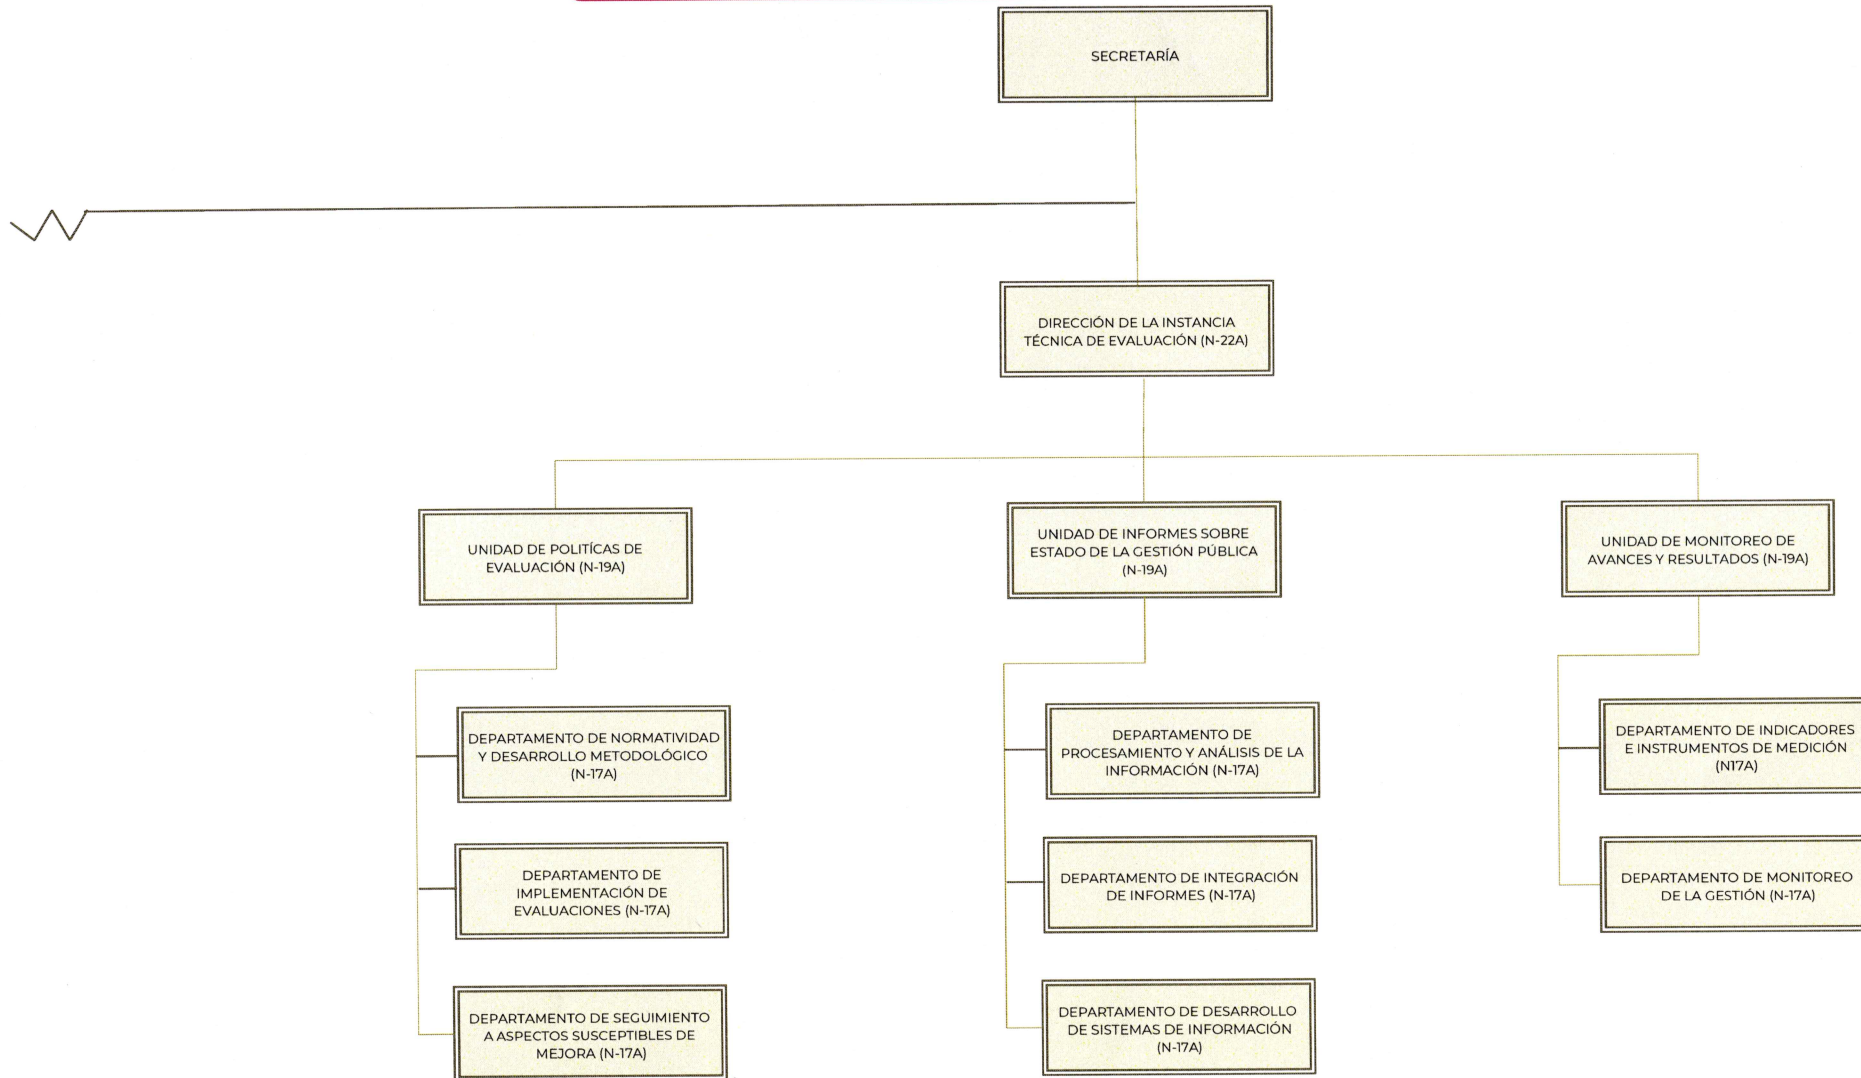 SECRETARÍA
DIRECCIÓN DE LA INSTANCIA
TÉCNICA DE EVALUACIÓN (N-22A)
UNIDAD DE POLITÍCAS DE
EVALUACIÓN (N-19A)
UNIDAD DE INFORMES SOBRE
ESTADO DE LA GESTIÓN PÚBLICA
(N-19A)
UNIDAD DE MONITOREO DE
AVANCES Y RESULTADOS (N-19A)
DEPARTAMENTO DE NORMATIVIDAD
Y DESARROLLO METODOLÓGICO
(N-17A)
DEPARTAMENTO DE
IMPLEMENTACIÓN DE
EVALUACIONES (N-17A)
DEPARTAMENTO DE SEGUIMIENTO
A ASPECTOS SUSCEPTIBLES DE
MEJORA (N-17A)
DEPARTAMENTO DE
PROCESAMIENTO Y ANÁLISIS DE LA
INFORMACIÓN (N-17A)
DEPARTAMENTO DE INTEGRACIÓN
DE INFORMES (N-17A)
DEPARTAMENTO DE DESARROLLO
DE SISTEMAS DE INFORMACIÓN
(N-17A)
DEPARTAMENTO DE INDICADORES
E INSTRUMENTOS DE MEDICIÓN
(N17A)
DEPARTAMENTO DE MONITOREO
DE LA GESTIÓN (N-17A)